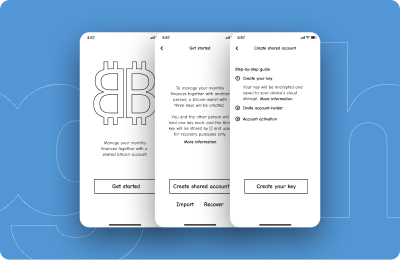 3:57
Manage your monthly
finances together with a
shared bitcoin account
Get started
3:57
Get started
To manage your monthly
finances together with another
person, a bitcoin wallet with
three keys will be created.
You and the other person will
hold one key each, and the third
key will be stored by [] and used
for recovery purposes only.
More information
Create shared account
Import Recover
3:57
Create shared account
Step-by-step guide
1 Create your key
Your key will be encrypted and
saved to your device's cloud
storage. More information
2 Invite account-holder
3 Account activation
Create your key